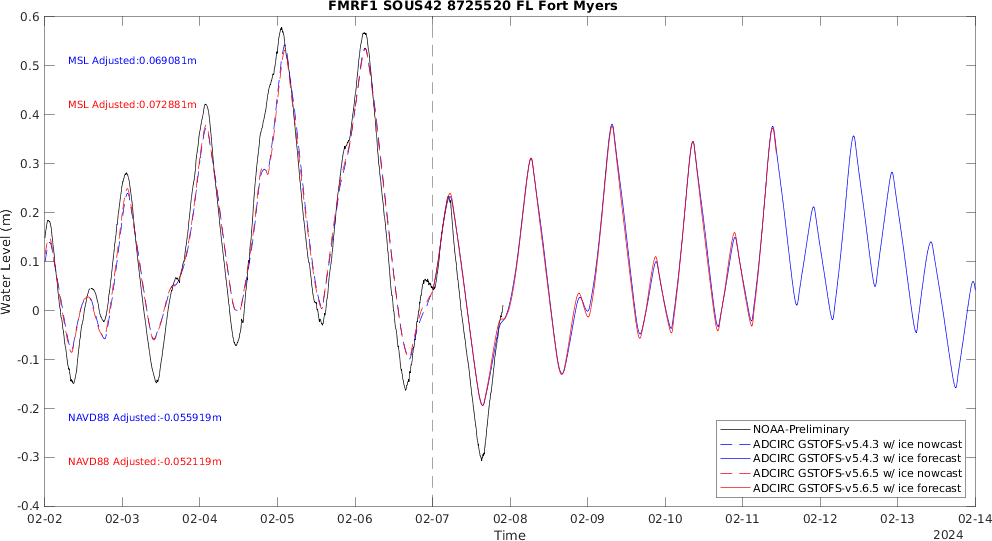 FMRF1 SOUS42 8725520 FL Fort Myers
0.6
0.5
0.4
0.3
0.2
0.1
0
-0.1
-0.2
-0.3
-0.4
Water Level (m)
MSL Adjusted:0.069081m
MSL Adjusted:0.072881m
NAVD88 Adjusted:-0.055919m
NAVD88 Adjusted:-0.052119m
NOAA-Preliminary
ADCIRC GSTOFS-v5.4.3 w/ ice nowcast
ADCIRC GSTOFS-v5.4.3 w/ ice forecast
ADCIRC GSTOFS-v5.6.5 w/ ice nowcast
ADCIRC GSTOFS-v5.6.5 w/ ice forecast
02-02 02-03 02-04 02-05 02-06 02-07 02-08 02-09 02-10 02-11 02-12 02-13 02-14
Time
2024